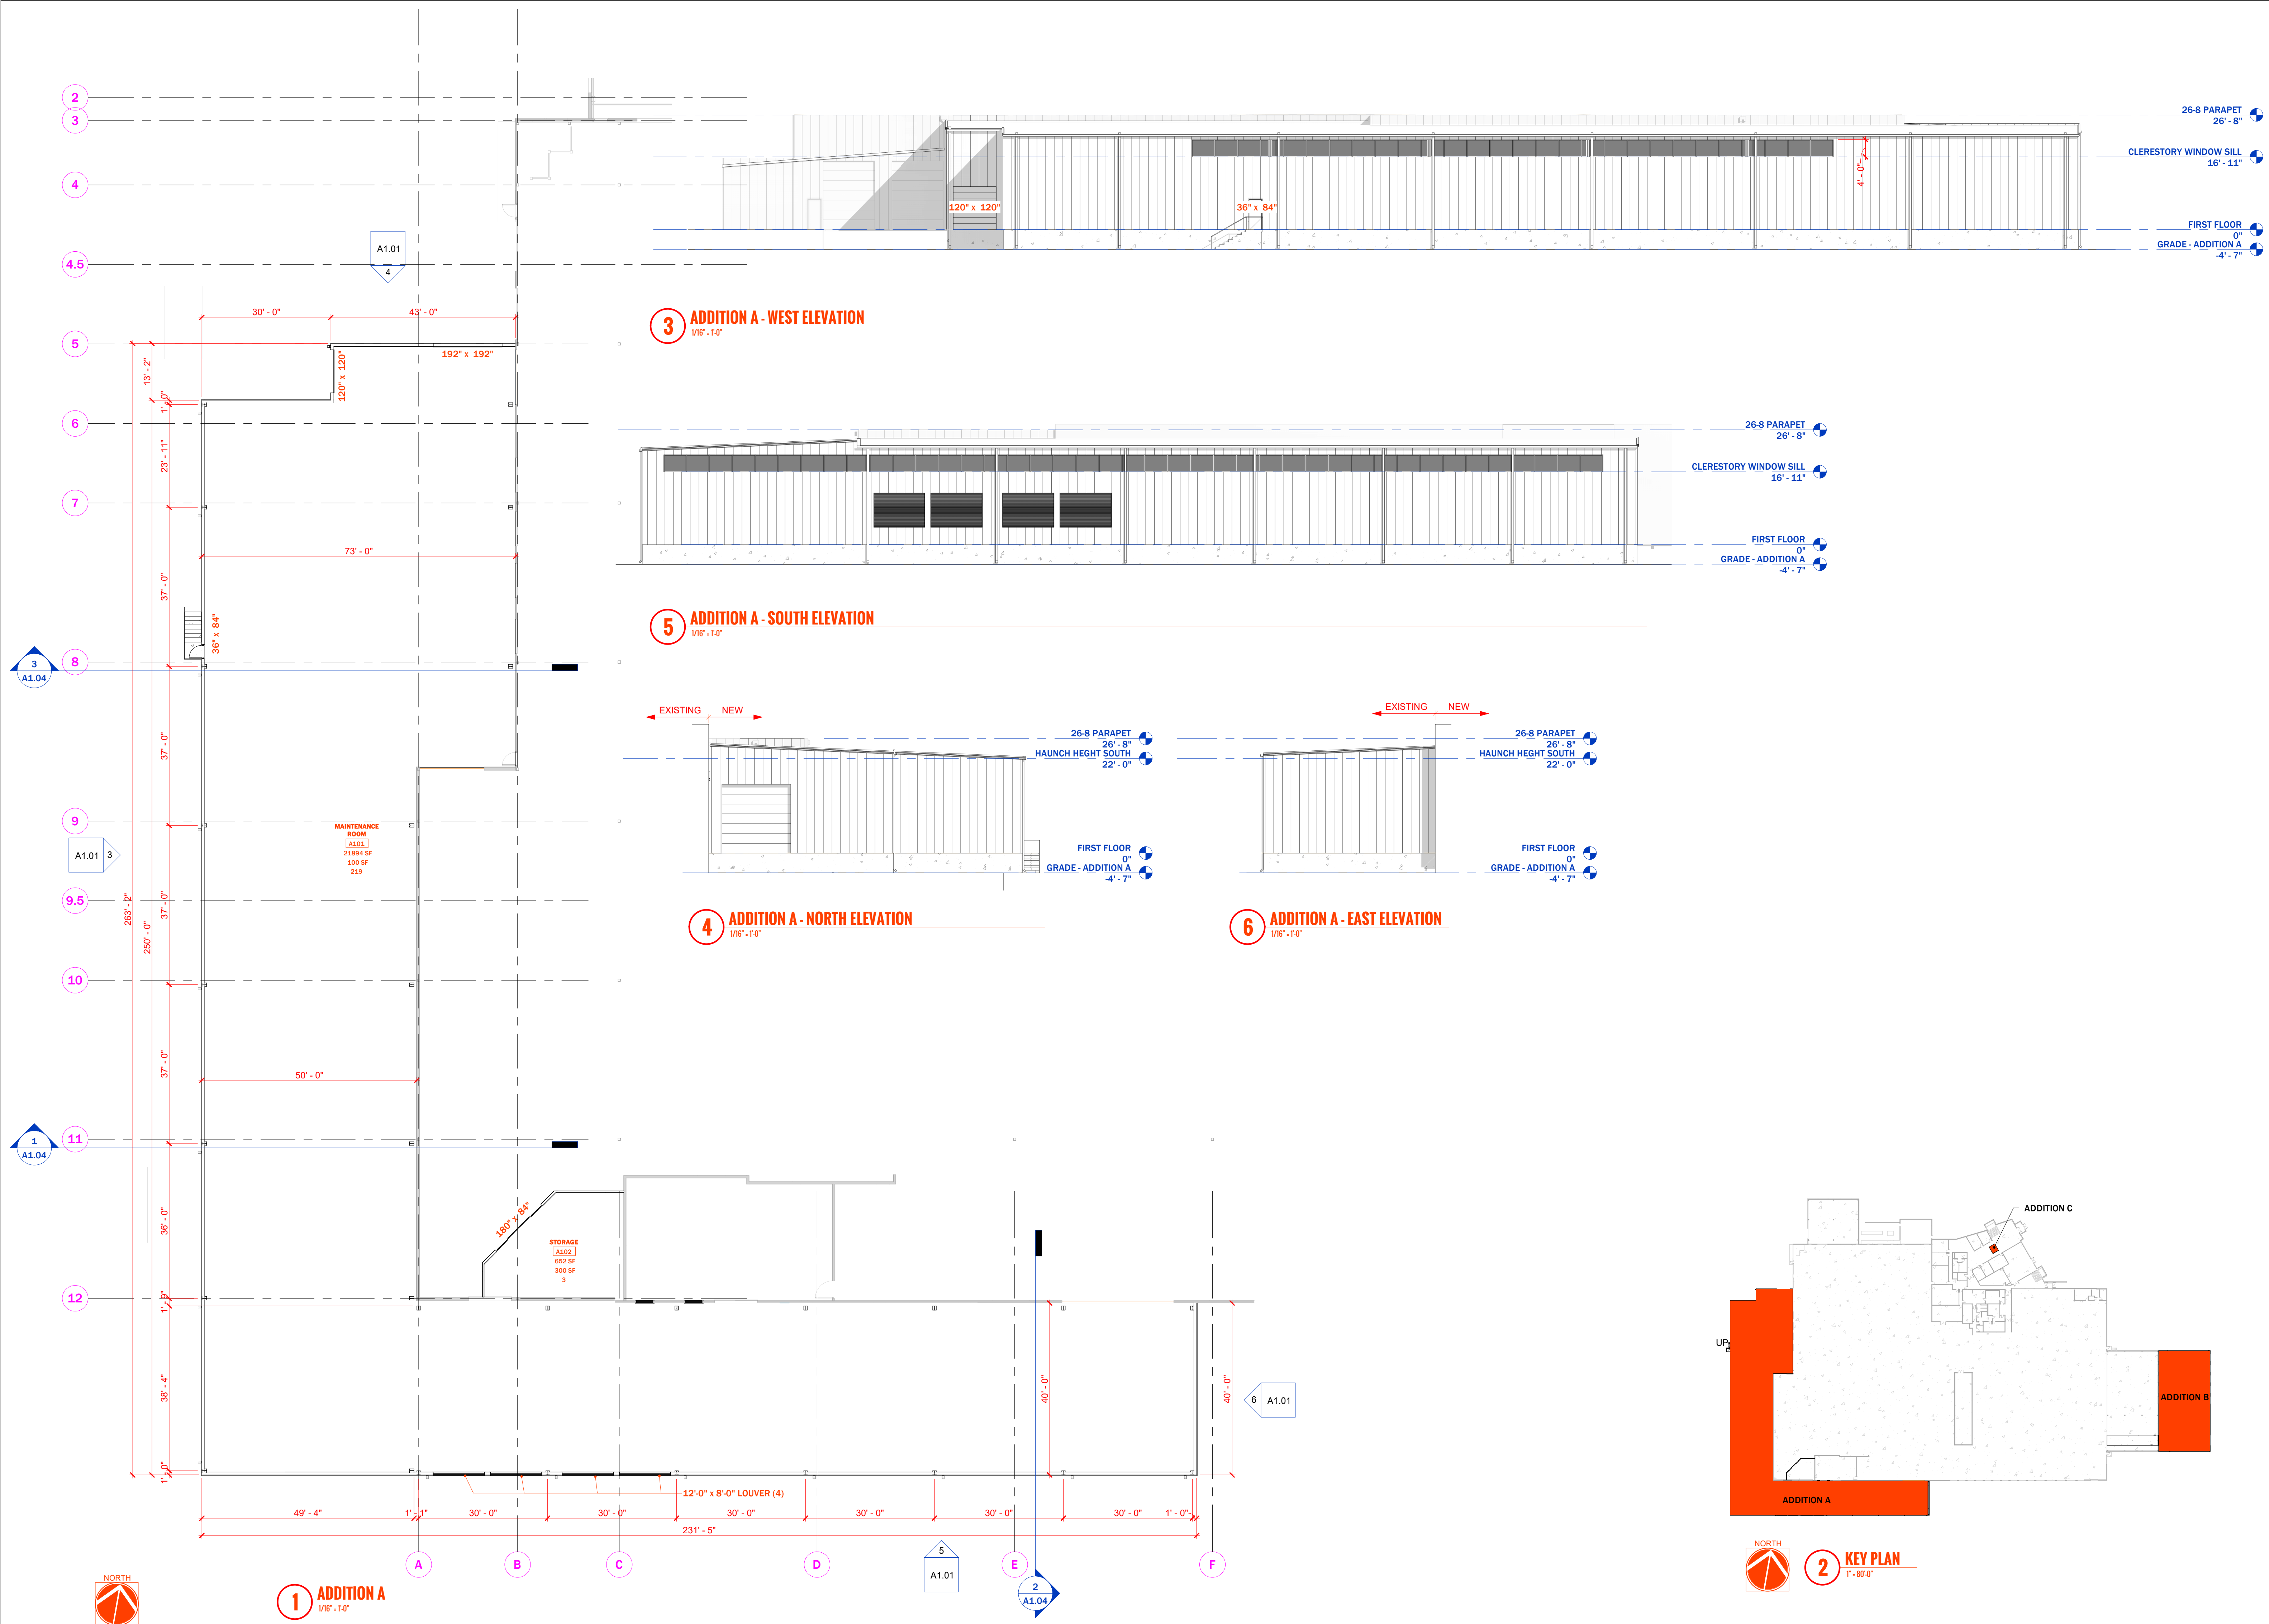 2
3
4
4.5
5
6
7
8
9
9.5
10
11
12
A1.01
4
30' - 0"
43' - 0"
192" x 192"
120" x 120"
13' - 2"
1' - 0"
23' - 11"
37' - 0"
73' - 0"
36" x 84"
3
A1.04
37' - 0"
MAINTENANCE
ROOM
A101
21894 SF
100 SF
219
A1.01
3
263' - 2"
250' - 0"
37' - 0"
37' - 0"
50' - 0"
1
A1.04
36' - 0"
180" x 84"
STORAGE
A102
652 SF
300 SF
3
38' - 4"
1' - 0"
40' - 0"
40' - 0"
6
A1.01
12'-0" x 8'-0" LOUVER (4)
49' - 4"
1' - 1"
30' - 0"
30' - 0"
30' - 0"
30' - 0"
30' - 0"
30' - 0"
1' - 0"
231' - 5"
A
B
C
D
E
F
5
A1.01
2
A1.04
NORTH
1
ADDITION A
1/16" = 1'-0"
26-8 PARAPET
26' - 8"
CLERESTORY WINDOW SILL
16' - 11"
4' - 0"
120" x 120"
36" x 84"
FIRST FLOOR
0"
GRADE - ADDITION A
-4' - 7"
3
ADDITION A - WEST ELEVATION
1/16" = 1'-0"
26-8 PARAPET
26' - 8"
CLERESTORY WINDOW SILL
16' - 11"
FIRST FLOOR
0"
GRADE - ADDITION A
-4' - 7"
5
ADDITION A - SOUTH ELEVATION
1/16" = 1'-0"
EXISTING
NEW
26-8 PARAPET
26' - 8"
HAUNCH HEGHT SOUTH
22' - 0"
FIRST FLOOR
0"
GRADE - ADDITION A
-4' - 7"
4
ADDITION A - NORTH ELEVATION
1/16" = 1'-0"
EXISTING
NEW
26-8 PARAPET
26' - 8"
HAUNCH HEGHT SOUTH
22' - 0"
FIRST FLOOR
0"
GRADE - ADDITION A
-4' - 7"
6
ADDITION A - EAST ELEVATION
1/16" = 1'-0"
ADDITION C
UP
ADDITION B
ADDITION A
NORTH
2
KEY PLAN
1" = 80'-0"